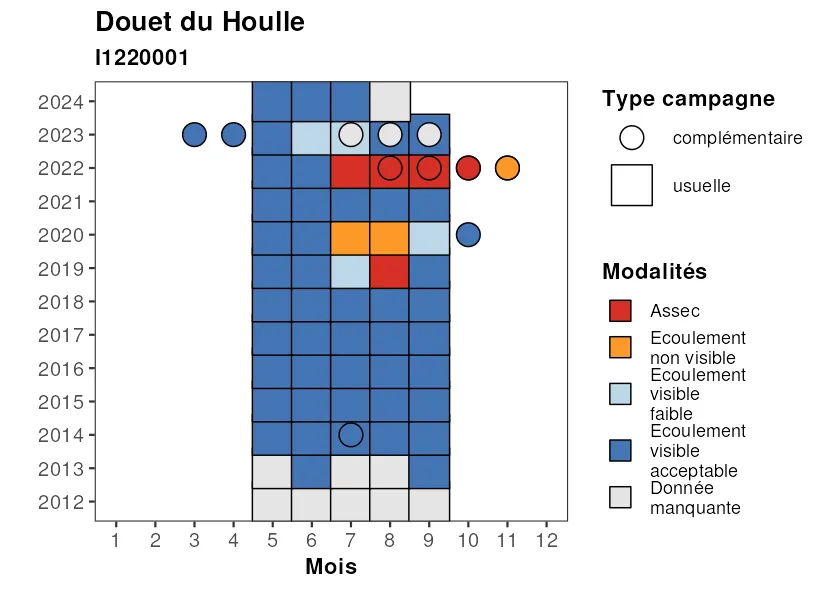 Douet du Houlle
I1220001
2024
2023
2022
2021
2020
2019
2018
2017
2016
2015
2014
2013
2012
1 2 3 4 5 6 7 8 9 10 11 12
Mois
Type campagne
complémentaire
usuelle
Modalités
Assec
Ecoulement
non visible
Ecoulement
visible
faible
Ecoulement
visible
acceptable
Donnée
manquante